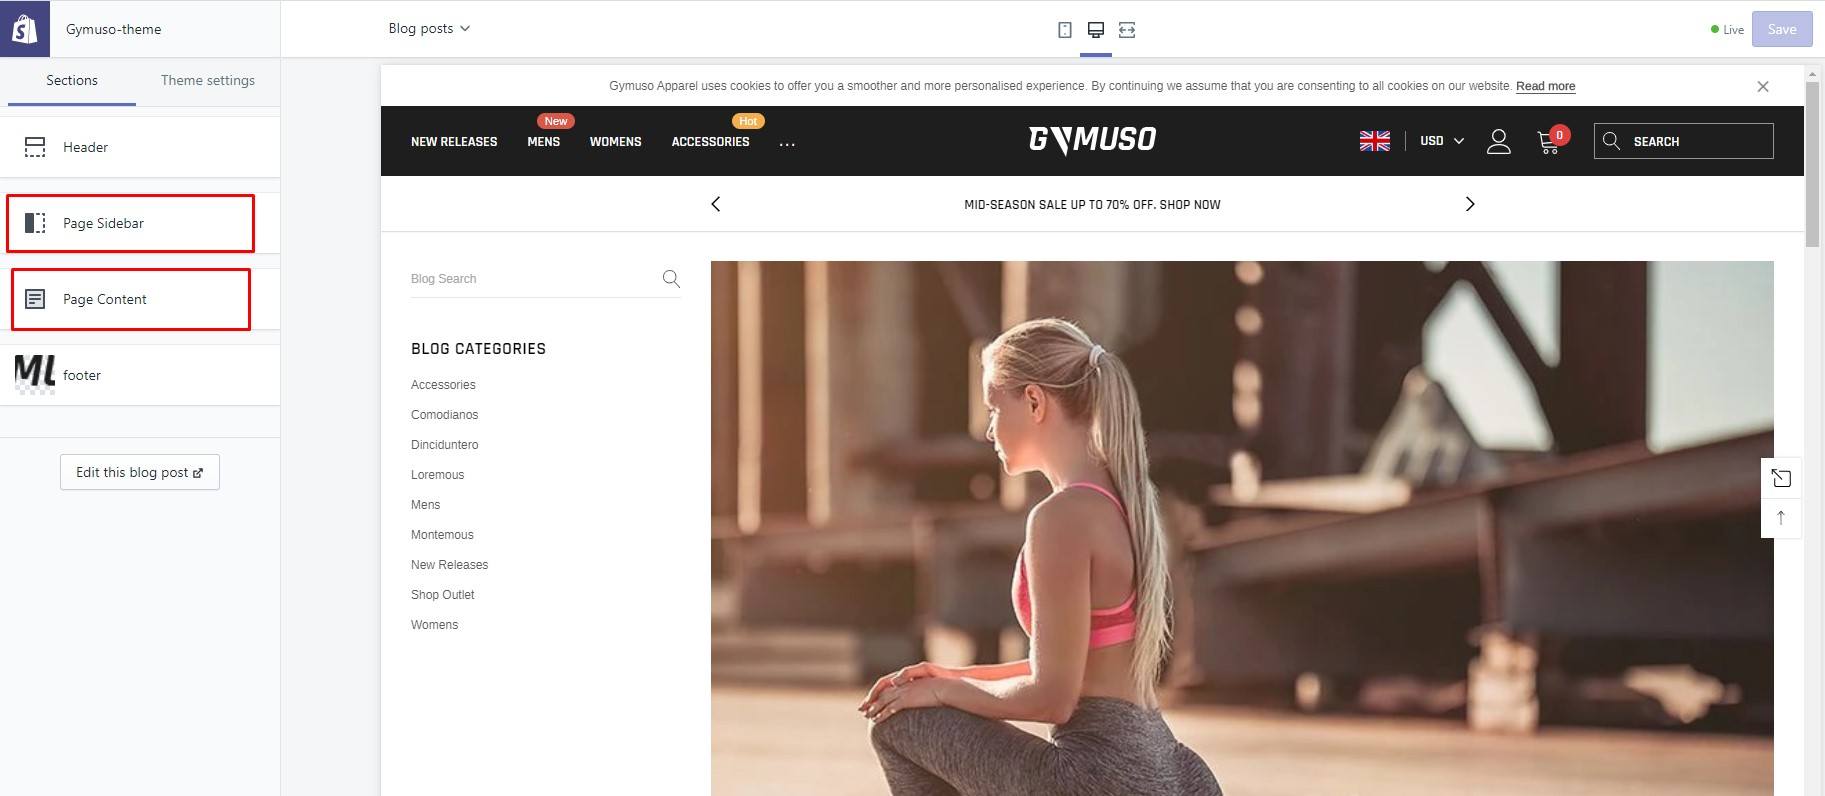 Gymuso-theme
Blog posts
Live
Save
Sections
Theme settings
Header
Page Sidebar
Page Content
footer
Edit this blog post
Gymuso Apparel uses cookies to offer you a smoother and more personalised experience. By continuing we assume that you are consenting to all cookies on our website. Read more
New
Hot
NEW RELEASES
MENS
WOMENS
ACCESSORIES
...
GYMUSO
USD
0
SEARCH
MID-SEASON SALE UP TO 70% OFF. SHOP NOW
Blog Search
BLOG CATEGORIES
Accessories
Comodianos
Dinciduntero
Loremous
Mens
Montemous
New Releases
Shop Outlet
Womens